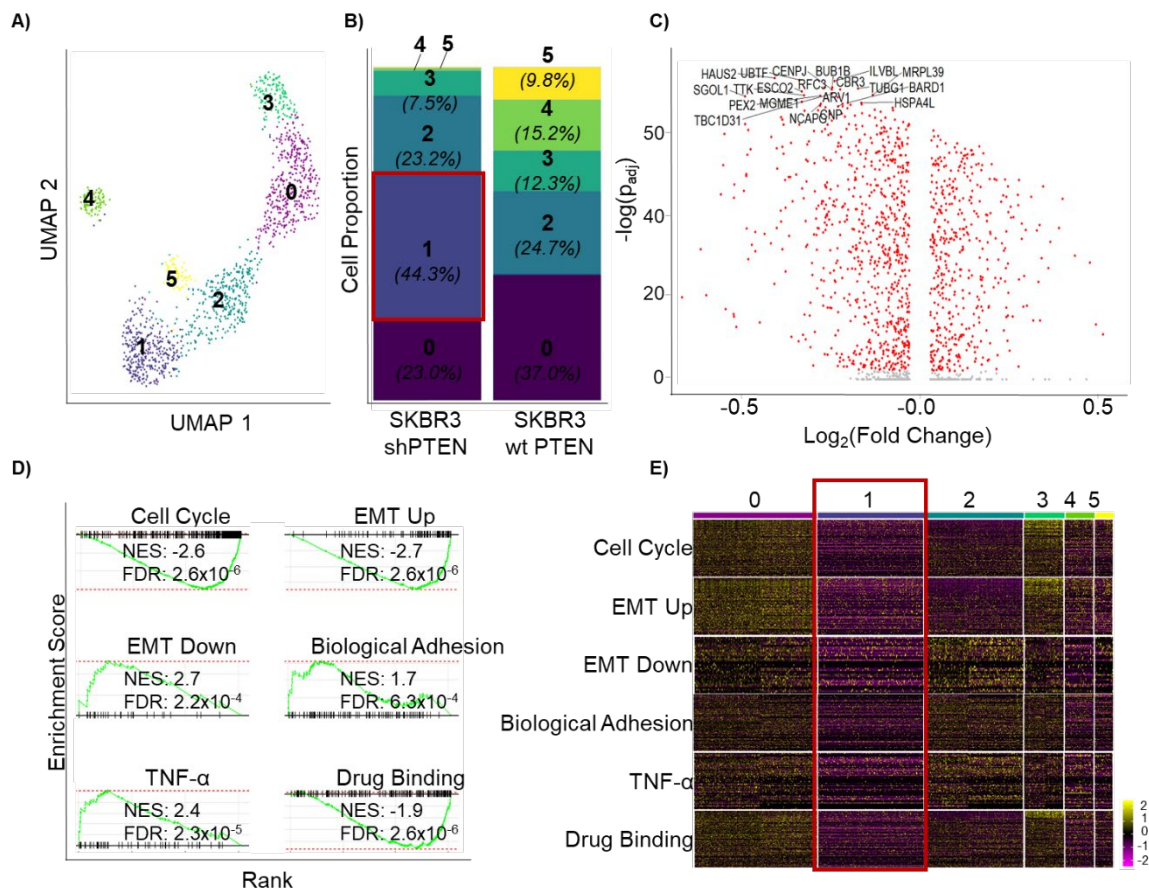 A)
3
0
4
5
2
1
UMAP 2
UMAP 1
B)
4 5
3
(7.5%)
2
(23.2%)
1
(44.3%)
0
(23.0%)
5
(9.8%)
4
(15.2%)
3
(12.3%)
2
(24.7%)
0
(37.0%)
Cell Proportion
SKBR3
shPTEN
SKBR3
wt PTEN
C)
HAUS2 UBTF CENPJ BUB1B ILVBL MRPL39
RFC3 CBR3
SGOL1 TTK ESCO2 TUBG1 BARD1
PEX2 MGME1 ARV1 HSPA4L
TBC1D31 NCAPG GNP
50
40
20
0
-log(padj)
-0.5 -0.0 0.5
Log2(Fold Change)
D)
Cell Cycle
NES: -2.6
FDR: 2.6x10-6
EMT Up
NES: -2.7
FDR: 2.6x10-6
EMT Down
NES: 2.7
FDR: 2.2x10-4
Biological Adhesion
NES: 1.7
FDR: 6.3x10-4
TNF-α
NES: 2.4
FDR: 2.3x10-5
Drug Binding
NES: -1.9
FDR: 2.6x10-6
Enrichment Score
Rank
E)
0 1 2 3 4 5
Cell Cycle
EMT Up
EMT Down
Biological Adhesion
TNF-α
Drug Binding
2
1
0
-1
-2